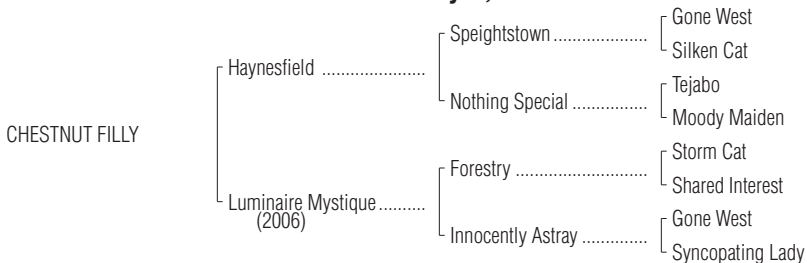 Gone West
Speightstown ....................
Silken Cat
Haynesfield ......................
Tejabo
Nothing Special ................
Moody Maiden
CHESTNUT FILLY
Storm Cat
Forestry ............................
Shared Interest
Luminaire Mystique ..........
(2006)
Gone West
Innocently Astray ..............
Syncopating Lady